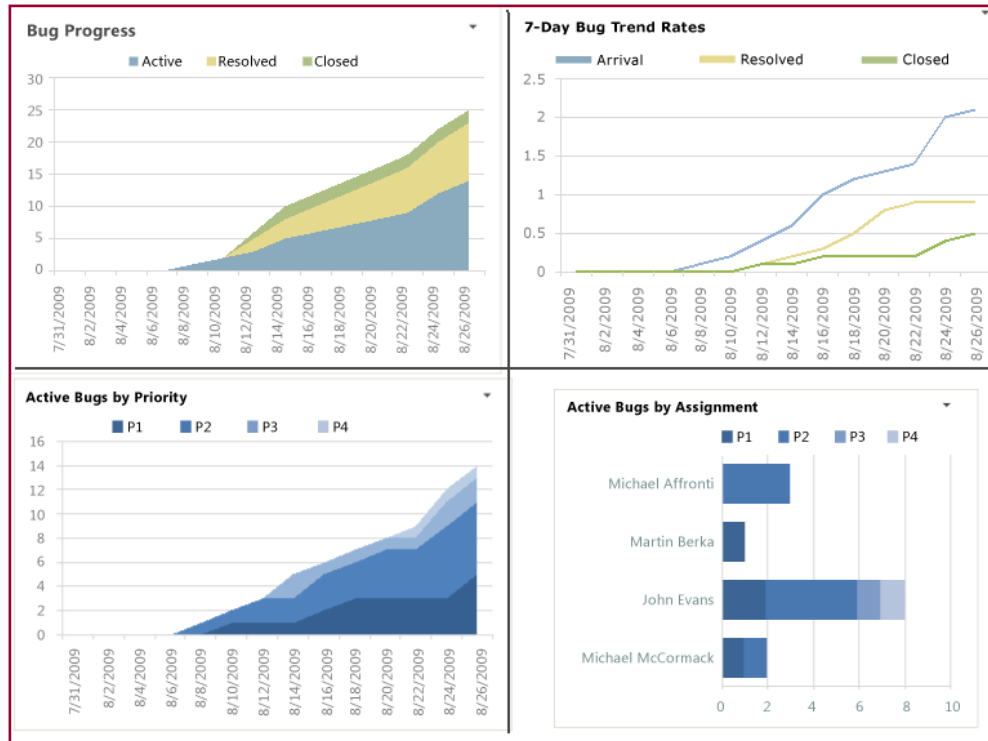 Bug Progress
Active Resolved Closed
30
25
20
15
10
5
0
7/31/2009 8/2/2009 8/4/2009 8/6/2009 8/8/2009 8/10/2009 8/12/2009 8/14/2009 8/16/2009 8/18/2009 8/20/2009 8/22/2009 8/24/2009 8/26/2009
7-Day Bug Trend Rates
Arrival Resolved Closed
2.5
2
1.5
1
0.5
0
7/31/2009 8/2/2009 8/4/2009 8/6/2009 8/8/2009 8/10/2009 8/12/2009 8/14/2009 8/16/2009 8/18/2009 8/20/2009 8/22/2009 8/24/2009 8/26/2009
Active Bugs by Priority
P1 P2 P3 P4
16
14
12
10
8
6
4
2
0
7/31/2009 8/2/2009 8/4/2009 8/6/2009 8/8/2009 8/10/2009 8/12/2009 8/14/2009 8/16/2009 8/18/2009 8/20/2009 8/22/2009 8/24/2009 8/26/2009
Active Bugs by Assignment
P1 P2 P3 P4
Michael Affronti
Martin Berka
John Evans
Michael McCormack
0 2 4 6 8 10